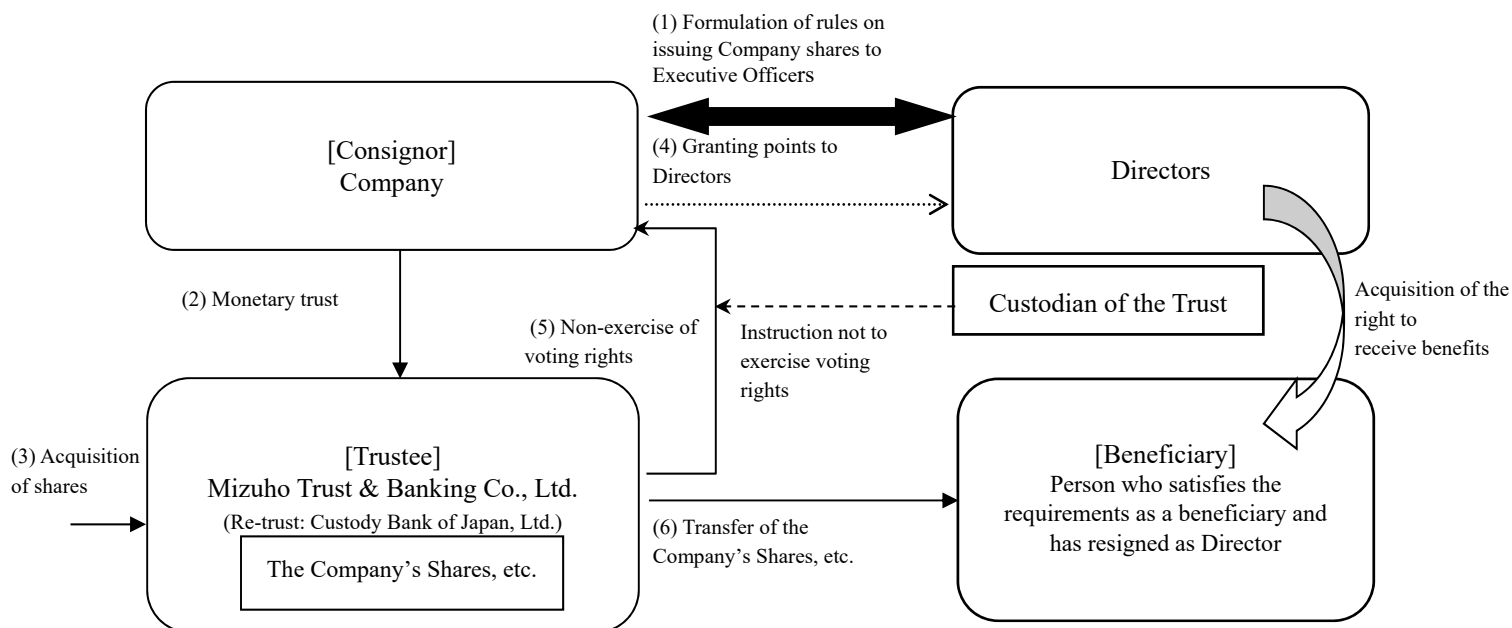 (1) Formulation of rules on
issuing Company shares to
Executive Officers
[Consignor]
Company
(4) Granting points to
Directors
Directors
(2) Monetary trust
(5) Non-exercise of
voting rights
Instruction not to
exercise voting
rights
Custodian of the Trust
Acquisition of the
right to
receive benefits
(3) Acquisition
of shares
[Trustee]
Mizuho Trust & Banking Co., Ltd.
(Re-trust: Custody Bank of Japan, Ltd.)
The Company’s Shares, etc.
(6) Transfer of the
Company’s Shares, etc.
[Beneficiary]
Person who satisfies the
requirements as a beneficiary and
has resigned as Director